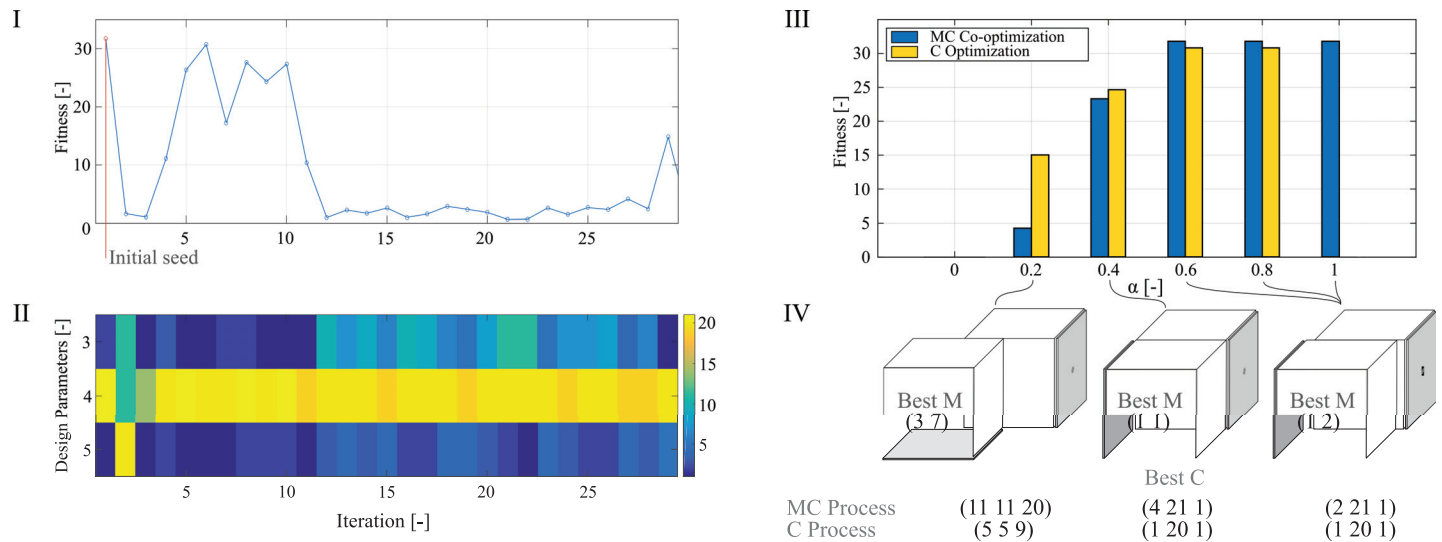 I
Fitness [-]
30
20
10
0
5
10
15
20
25
Initial seed
II
Design Parameters [-]
3
4
5
5
10
15
20
25
Iteration [-]
20
15
10
5
III
MC Co-optimization
C Optimization
Fitness [-]
30
25
20
15
10
5
0
0
0.2
0.4
0.6
0.8
1
α [-]
IV
Best M
(3 7)
Best M
(1 1)
Best M
(1 2)
Best C
MC Process (11 11 20) (4 21 1) (2 21 1)
C Process (5 5 9) (1 20 1) (1 20 1)